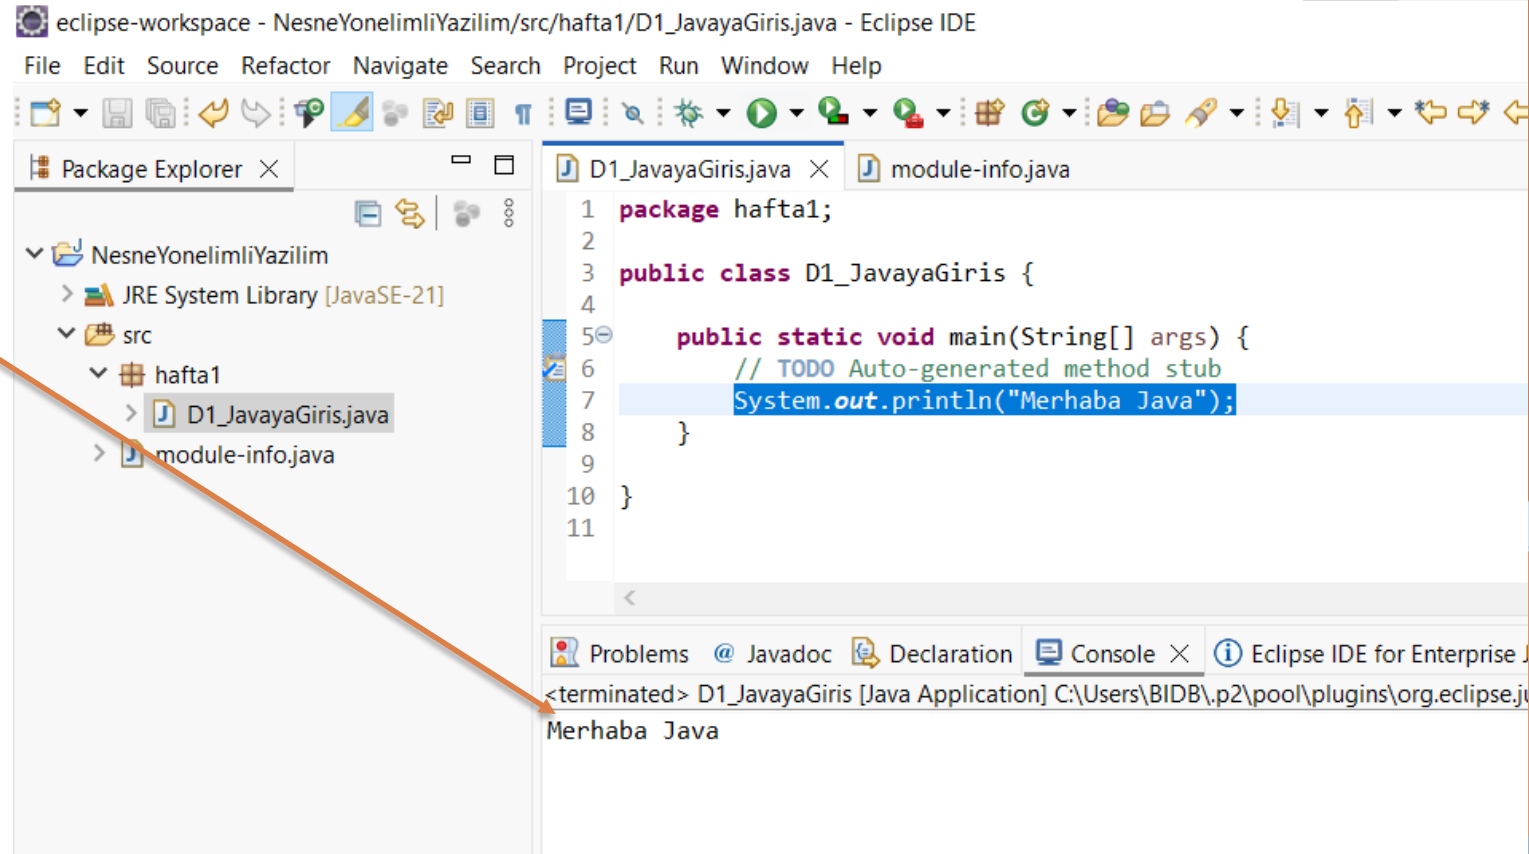 eclipse-workspace - NesneYonelimliYazilim/src/hafta1/D1_JavayaGiris.java - Eclipse IDE
File Edit Source Refactor Navigate Search Project Run Window Help
Package Explorer
NesneYonelimliYazilim
JRE System Library [JavaSE-21]
src
hafta1
D1_JavayaGiris.java
module-info.java
D1_JavayaGiris.java module-info.java
1 package hafta1;
2
3 public class D1_JavayaGiris {
4
5 public static void main(String[] args) {
6 // TODO Auto-generated method stub
7 System.out.println("Merhaba Java");
8 }
9
10 }
11
Problems @ Javadoc Declaration Console Eclipse IDE for Enterprise
<terminated> D1_JavayaGiris [Java Application] C:\Users\BIDB\.p2\pool\plugins\org.eclipse.ju
Merhaba Java